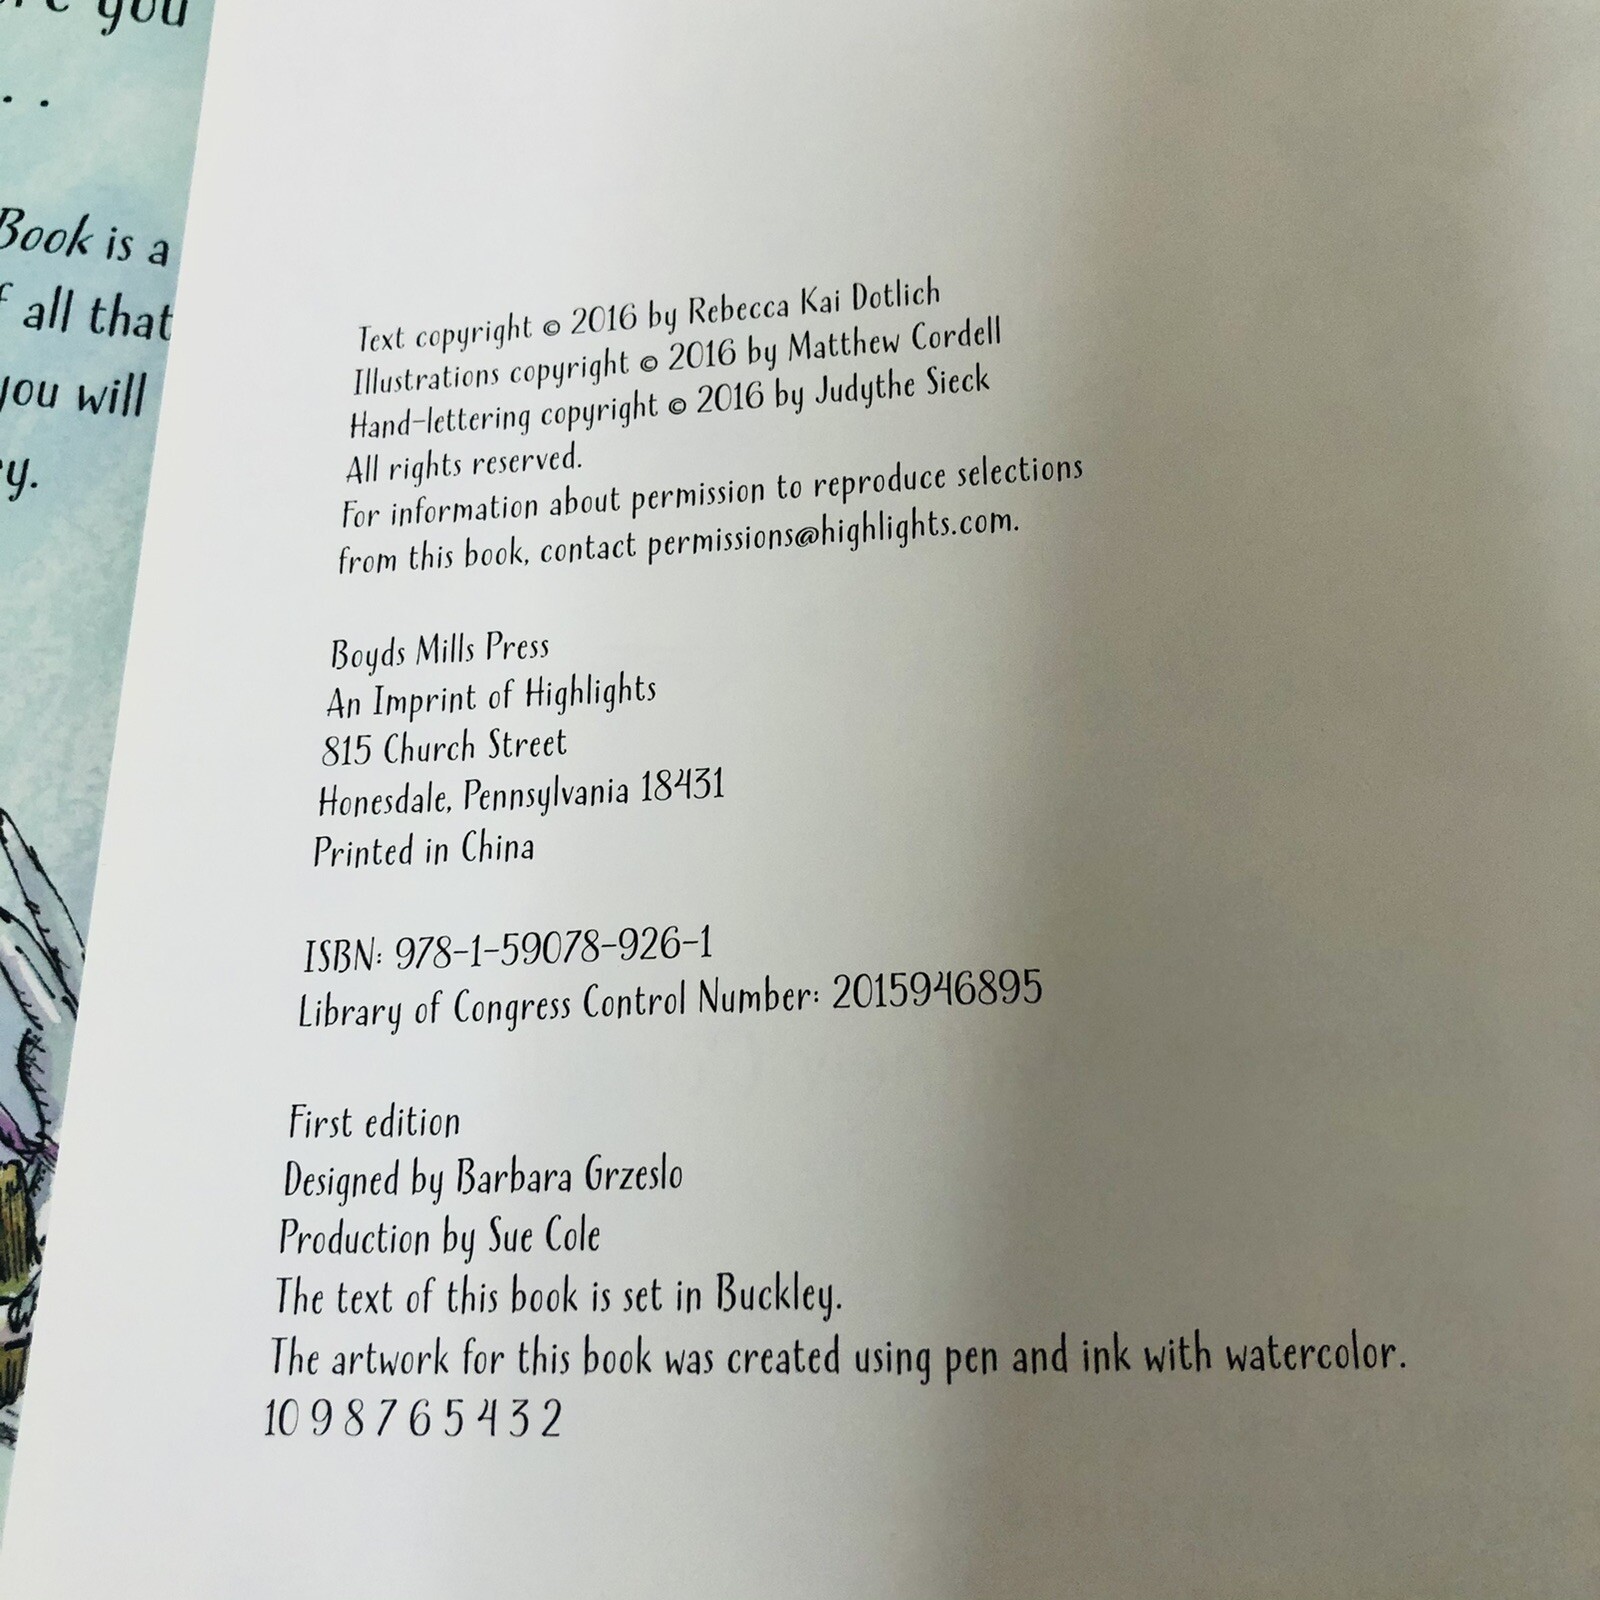 you
. .
Book is a
all that
you will
Text copyright © 2016 by Rebecca Kai Dotlich
Illustrations copyright © 2016 by Matthew Cordell
Hand-lettering copyright © 2016 by Judythe Sieck
All rights reserved.
For information about permission to reproduce selections
from this book, contact permissions@highlights.com.
Boyds Mills Press
An Imprint of Highlights
815 Church Street
Honesdale, Pennsylvania 18431
Printed in China
ISBN: 978-1-59078-926-1
Library of Congress Control Number: 2015946895
First edition
Designed by Barbara Grzeslo
Production by Sue Cole
The text of this book is set in Buckley.
The artwork for this book was created using pen and ink with watercolor.
10 9 8 7 6 5 4 3 2